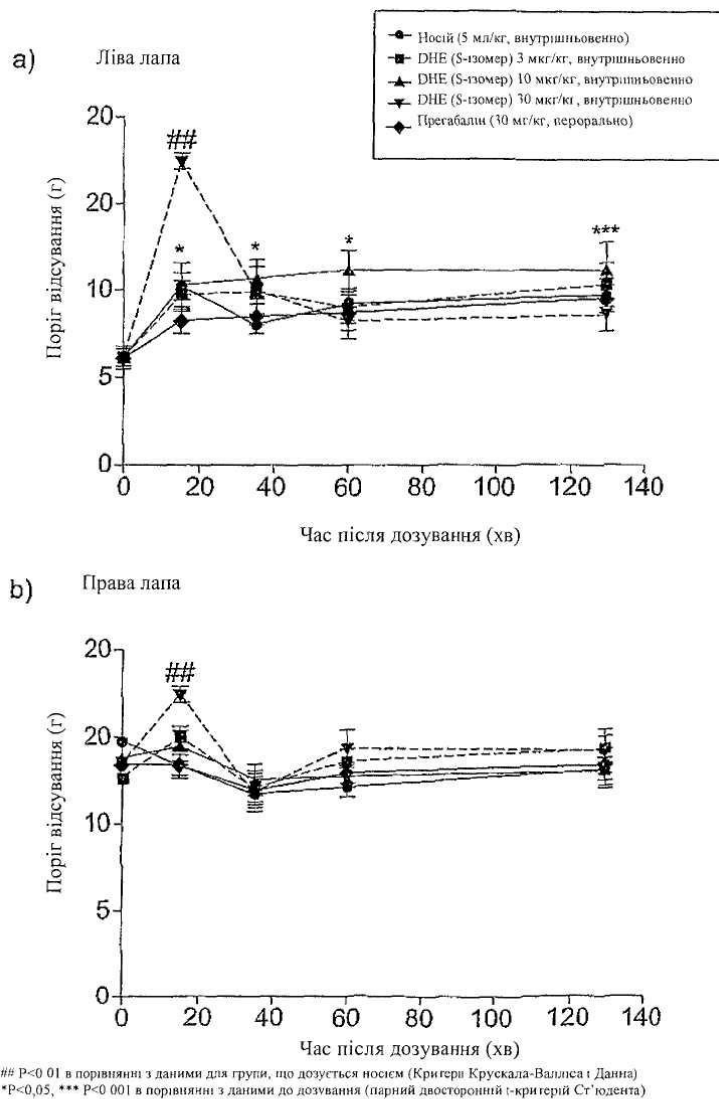 Носій (5 мл/кг, внутрішньовенно)
DHE (S-ізомер) 3 мкг/кг, внутрішньовенно
DHE (S-ізомер) 10 мкг/кг, внутрішньовенно
DHE (S-ізомер) 30 мкг/кг, внутрішньовенно
Прегабалін (30 мг/кг, перорально)
a) Ліва лапа
20
20
10
5
0
Поріг відсування (г)
##
* * * ***
0 20 40 60 80 100 120 140
Час після дозування (хв)
b) Права лапа
20
20
10
5
0
Поріг відсування (г)
##
0 20 40 60 80 100 120 140
Час після дозування (хв)
## P<0 01 в порівнянні з даними для групи, що дозується носієм (Критерії Крускала-Валліса і Данна)
*P<0,05, *** P<0 001 в порівнянні з даними до дозування (парний двосторонній t-критерій Ст'юдента)